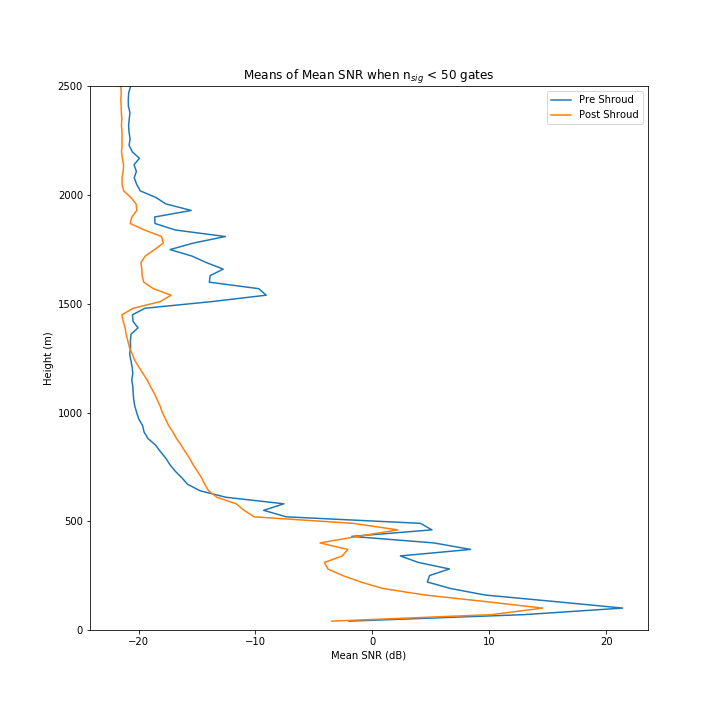 Means of Mean SNR when n_sig < 50 gates
Pre Shroud
Post Shroud
2500
2000
1500
1000
500
0
Height (m)
−20
−10
0
10
20
Mean SNR (dB)